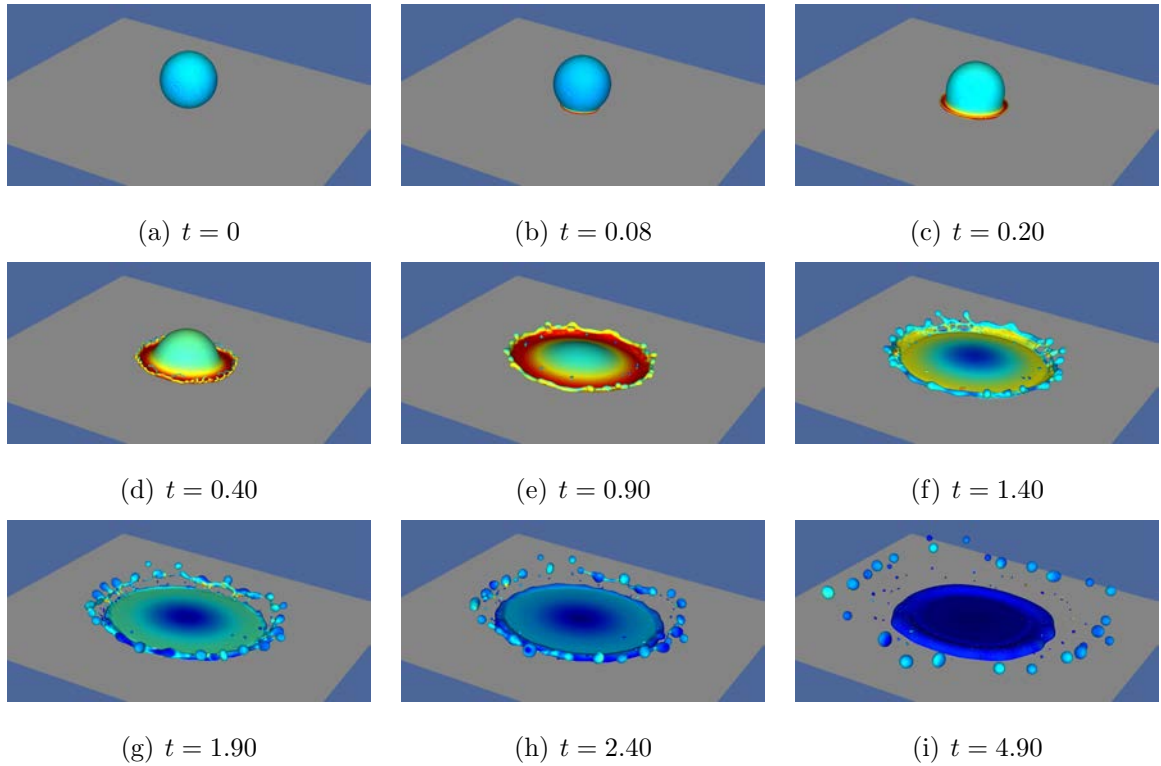 (a) t = 0
(b) t = 0.08
(c) t = 0.20
(d) t = 0.40
(e) t = 0.90
(f) t = 1.40
(g) t = 1.90
(h) t = 2.40
(i) t = 4.90